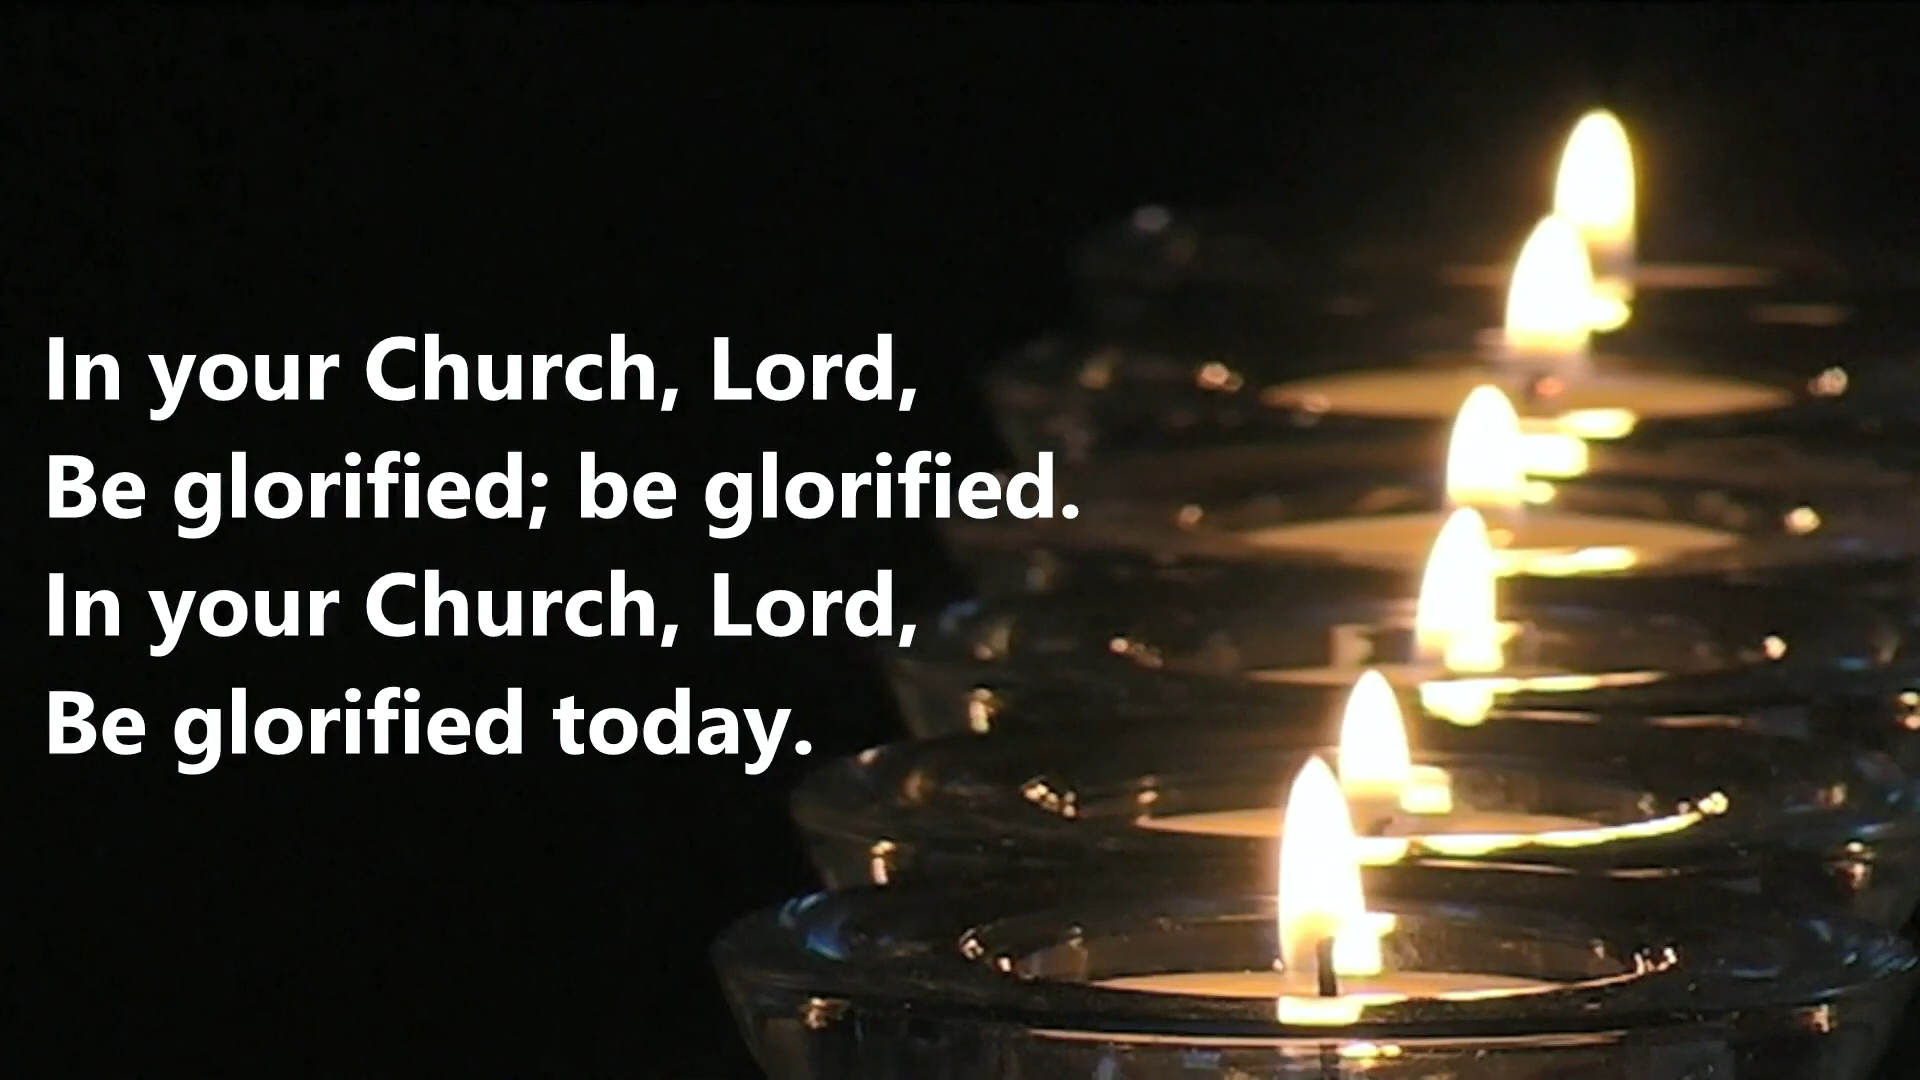 In your Church, Lord,
Be glorified; be glorified.
In your Church, Lord,
Be glorified today.